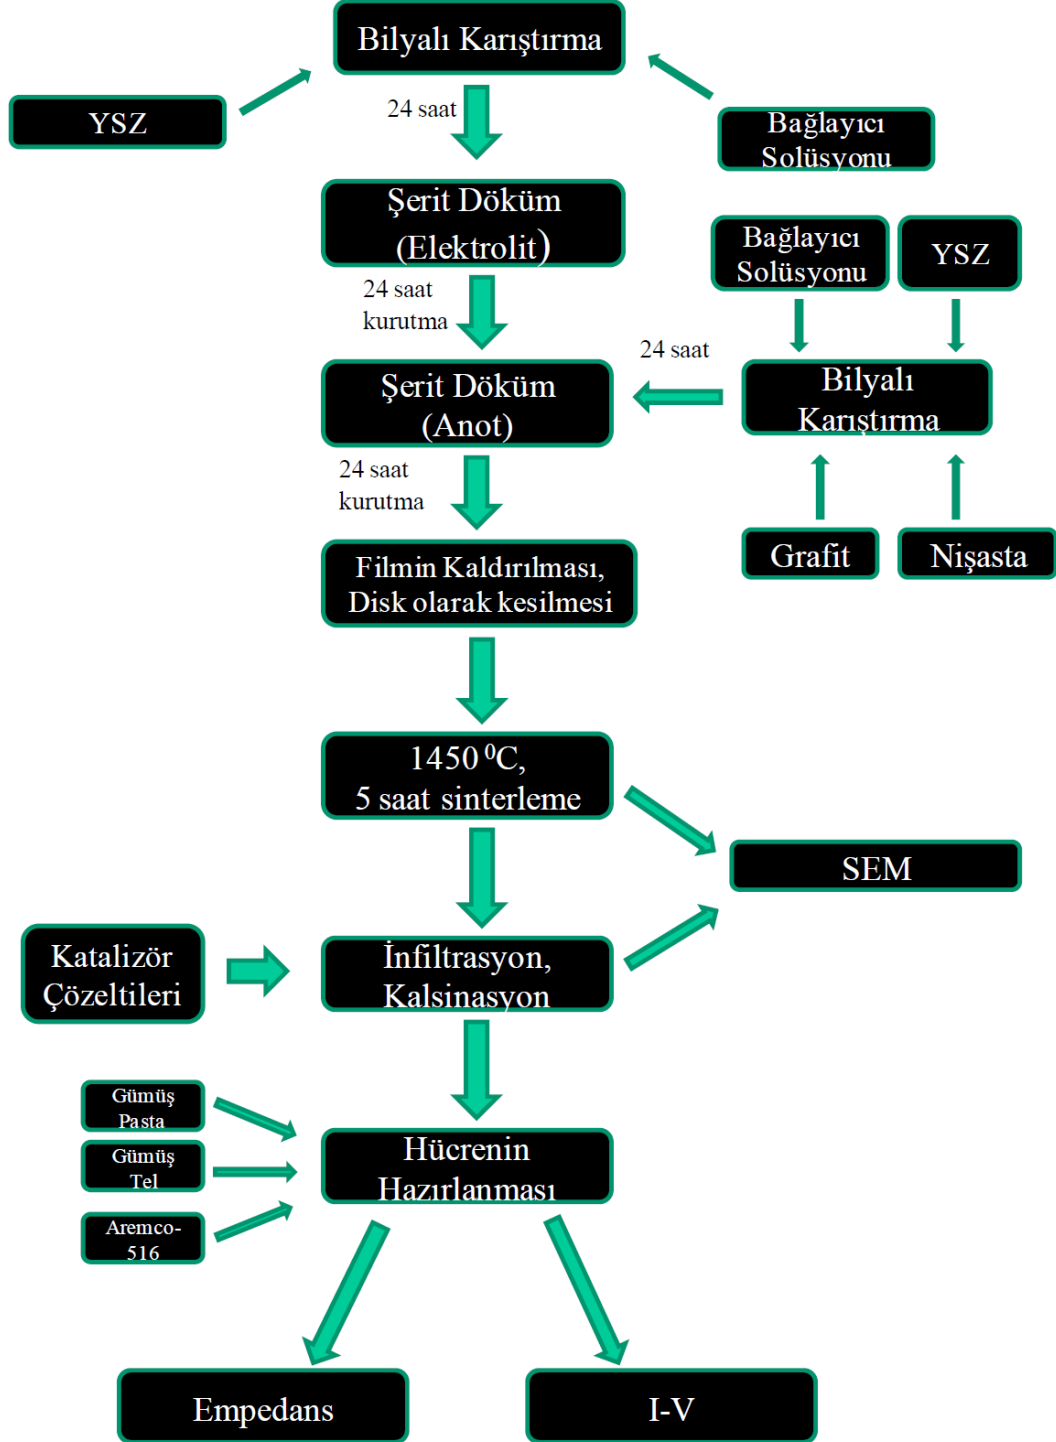 Bilyalı Karıştırma
YSZ
24 saat
Bağlayıcı
Solüsyonu
Şerit Döküm
(Elektrolit)
Bağlayıcı
Solüsyonu
YSZ
24 saat
kurutma
24 saat
Şerit Döküm
(Anot)
Bilyalı
Karıştırma
24 saat
kurutma
Grafit
Nişasta
Filmin Kaldırılması,
Disk olarak kesilmesi
1450 ⁰C,
5 saat sinterleme
SEM
Katalizör
Çözeltileri
İnfiltrasyon,
Kalsinasyon
Gümüş
Pasta
Gümüş
Tel
Aremco-
516
Hücrenin
Hazırlanması
Empedans
I-V